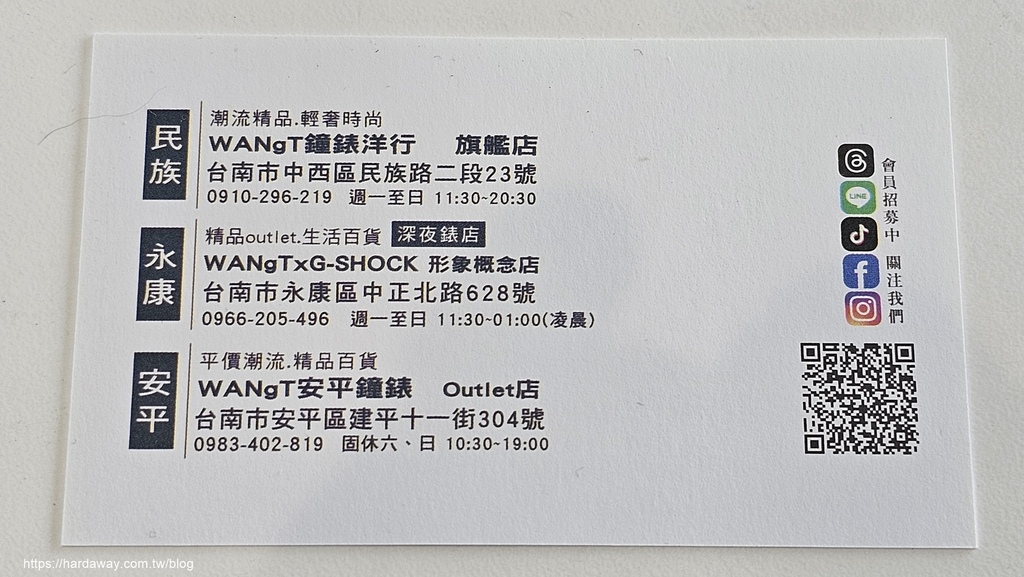 民族
潮流精品.輕奢時尚
WANgT鐘錶洋行 旗艦店
台南市中西區民族路二段23號
0910-296-219 週一至日 11:30~20:30
永康
精品outlet.生活百貨 深夜錶店
WANgTxG-SHOCK 形象概念店
台南市永康區中正北路628號
0966-205-496 週一至日 11:30~01:00(凌晨)
安平
平價潮流.精品百貨
WANgT安平鐘錶 Outlet店
台南市安平區建平十一街304號
0983-402-819 固休六、日 10:30~19:00
LINE
會員招募中 關注我們
https://hardaway.com.tw/blog